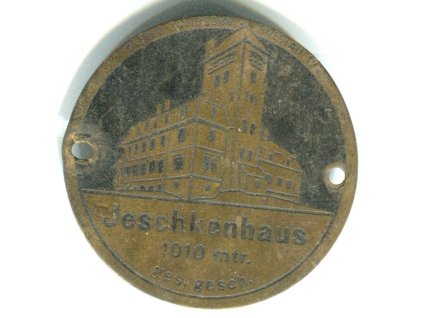 Jeschkenhaus
1010 mtr.
ges. gesch.